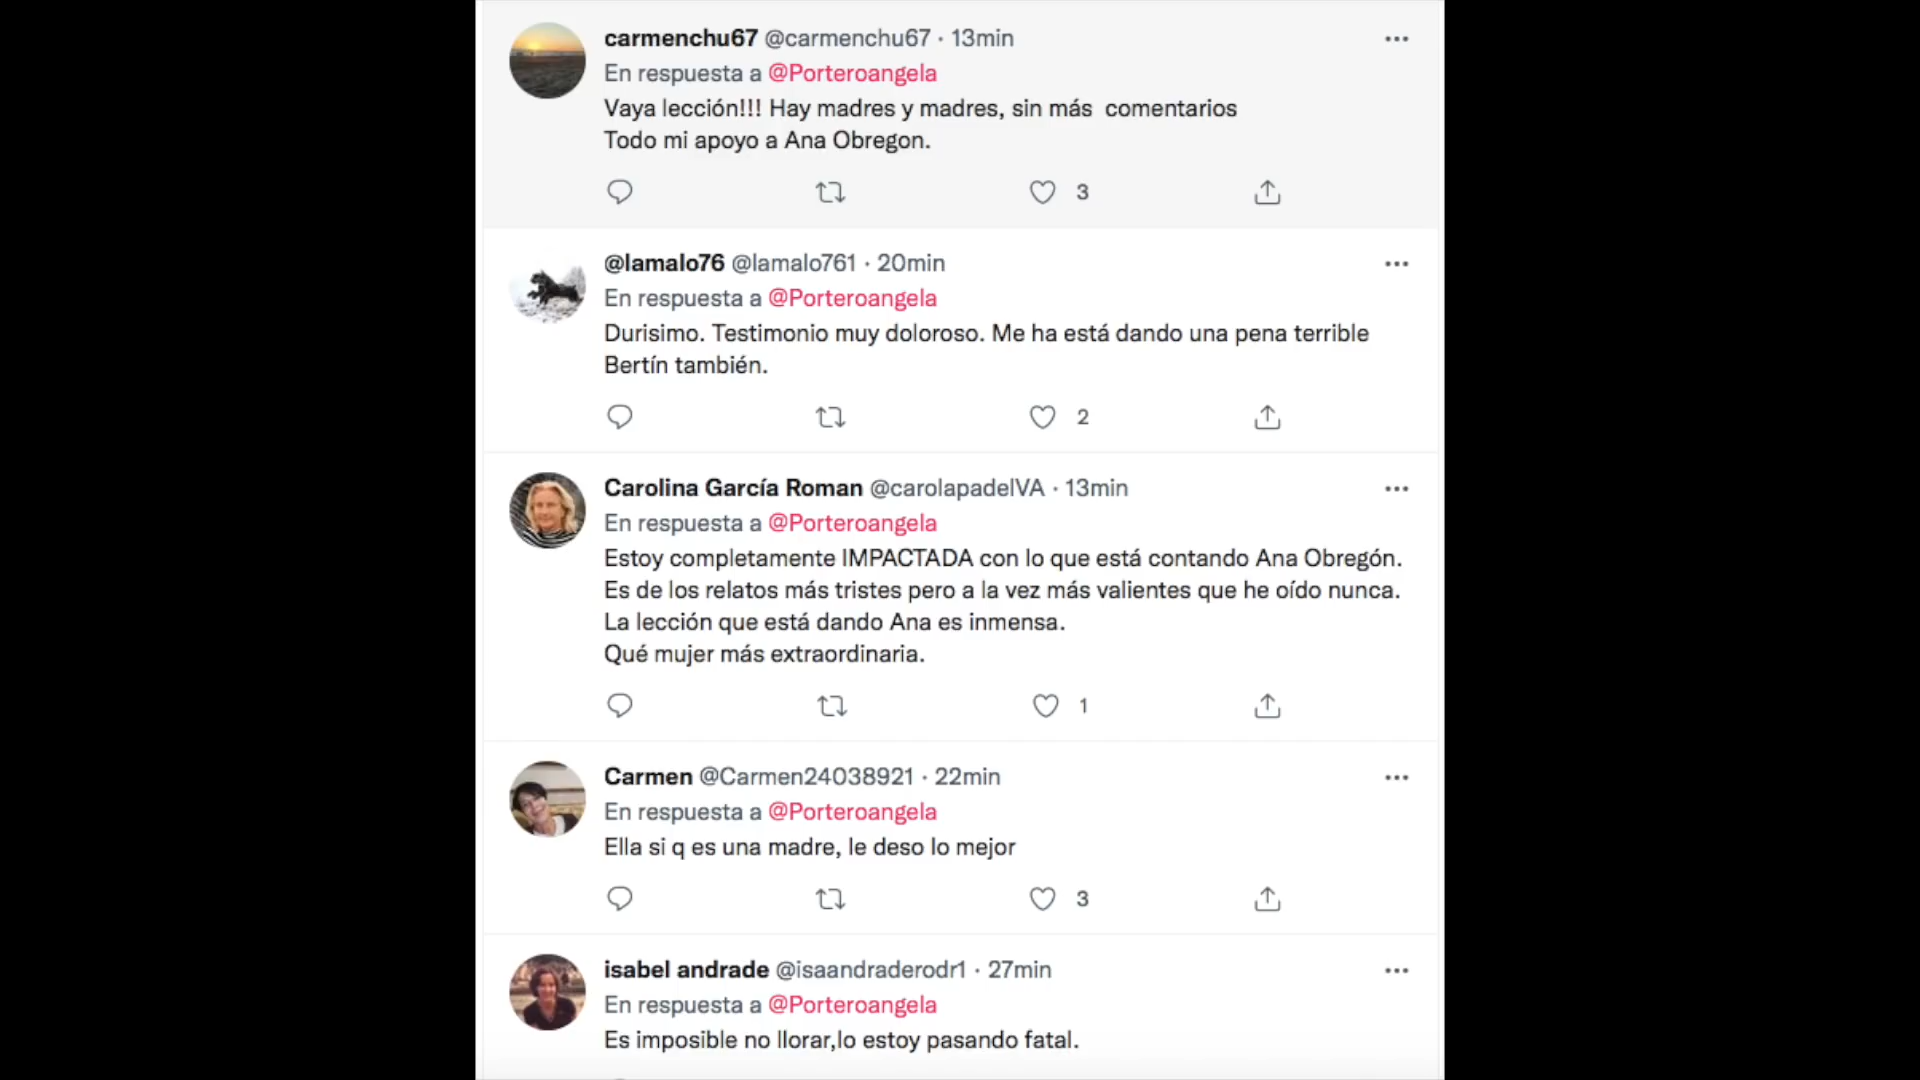 carmenchu67 @carmenchu67 · 13min
En respuesta a @Porteroangela
Vaya lección!!! Hay madres y madres, sin más  comentarios
Todo mi apoyo a Ana Obregon.
3
@lamalo76 @lamalo761 · 20min
En respuesta a @Porteroangela
Durisimo. Testimonio muy doloroso. Me ha está dando una pena terrible
Bertín también.
2
Carolina García Roman @carolapadelVA · 13min
En respuesta a @Porteroangela
Estoy completamente IMPACTADA con lo que está contando Ana Obregón.
Es de los relatos más tristes pero a la vez más valientes que he oído nunca.
La lección que está dando Ana es inmensa.
Qué mujer más extraordinaria.
1
Carmen @Carmen24038921 · 22min
En respuesta a @Porteroangela
Ella si q es una madre, le deso lo mejor
3
isabel andrade @isaandraderodr1 · 27min
En respuesta a @Porteroangela
Es imposible no llorar,lo estoy pasando fatal.